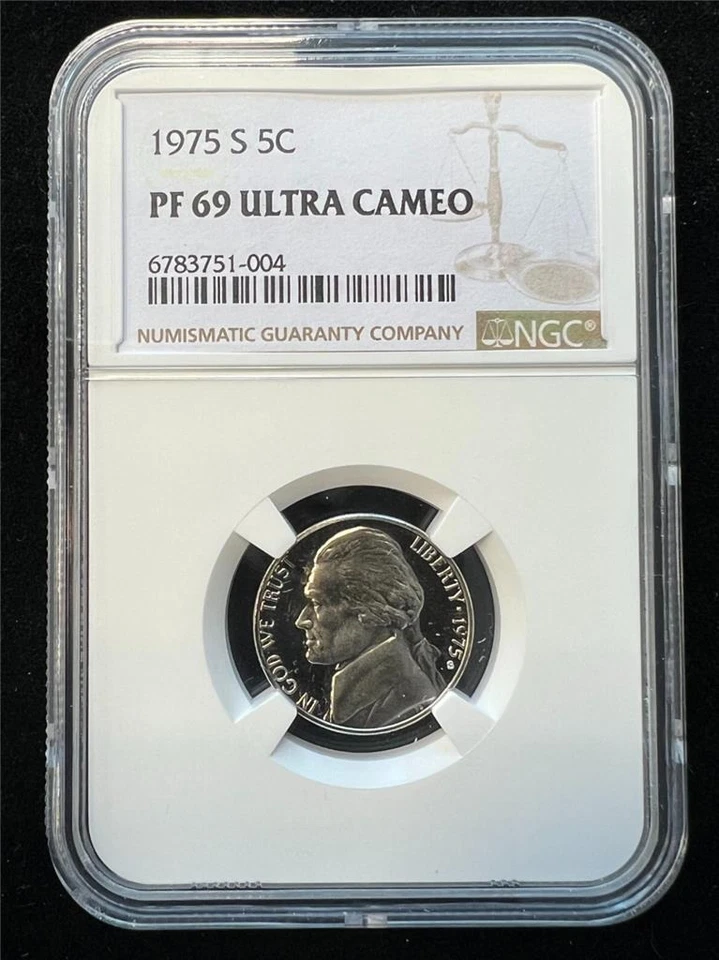 1975 S 5C
PF 69 ULTRA CAMEO
6783751-004
NUMISMATIC GUARANTY COMPANY NGC®
IN GOD WE TRUST
LIBERTY · 1975
S